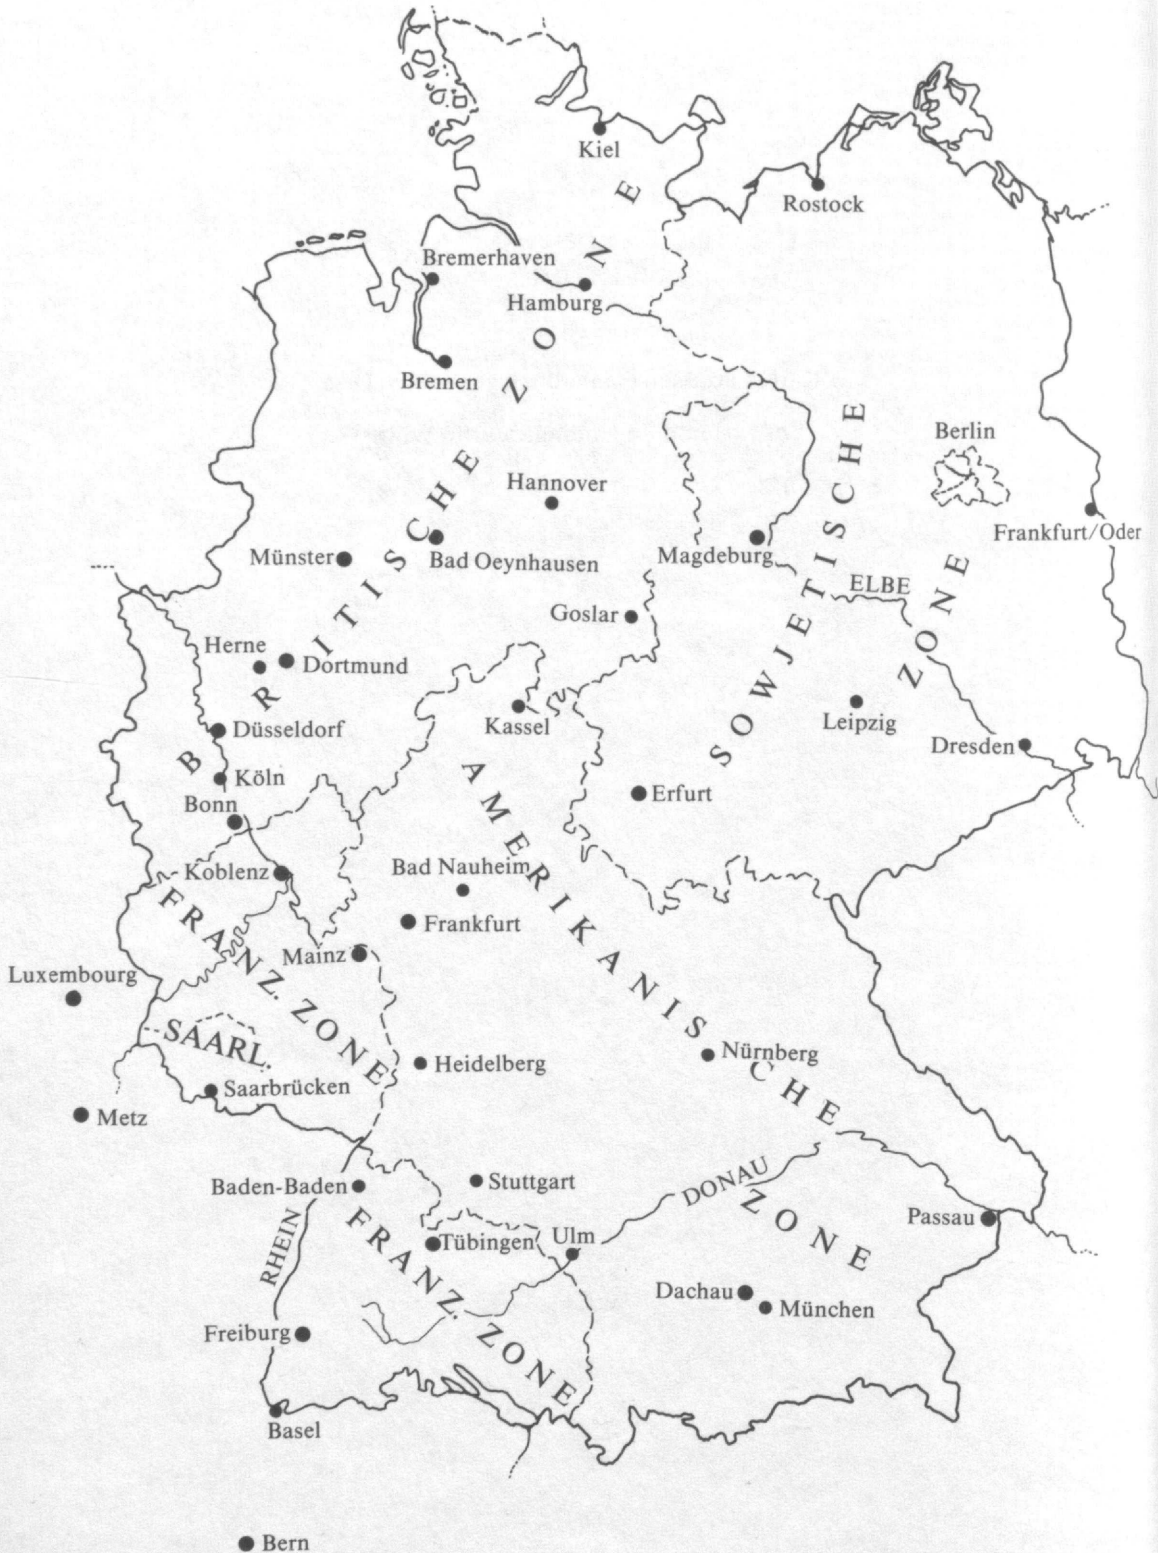 Kiel
Rostock
Bremerhaven
Hamburg
Bremen
BRITISCHE ZONE
Berlin
Hannover
Frankfurt/Oder
Münster
Bad Oeynhausen
Magdeburg
ELBE
Goslar
SOWJETISCHE ZONE
Herne
Dortmund
Düsseldorf
Kassel
Leipzig
Dresden
Köln
Erfurt
Bonn
AMERIKANISCHE ZONE
Koblenz
Bad Nauheim
Frankfurt
FRANZ. ZONE
Mainz
Luxembourg
SAARL.
Nürnberg
Heidelberg
Saarbrücken
Metz
Baden-Baden
Stuttgart
DONAU
Passau
RHEIN
Tübingen
Ulm
FRANZ. ZONE
Dachau
München
Freiburg
Basel
Bern